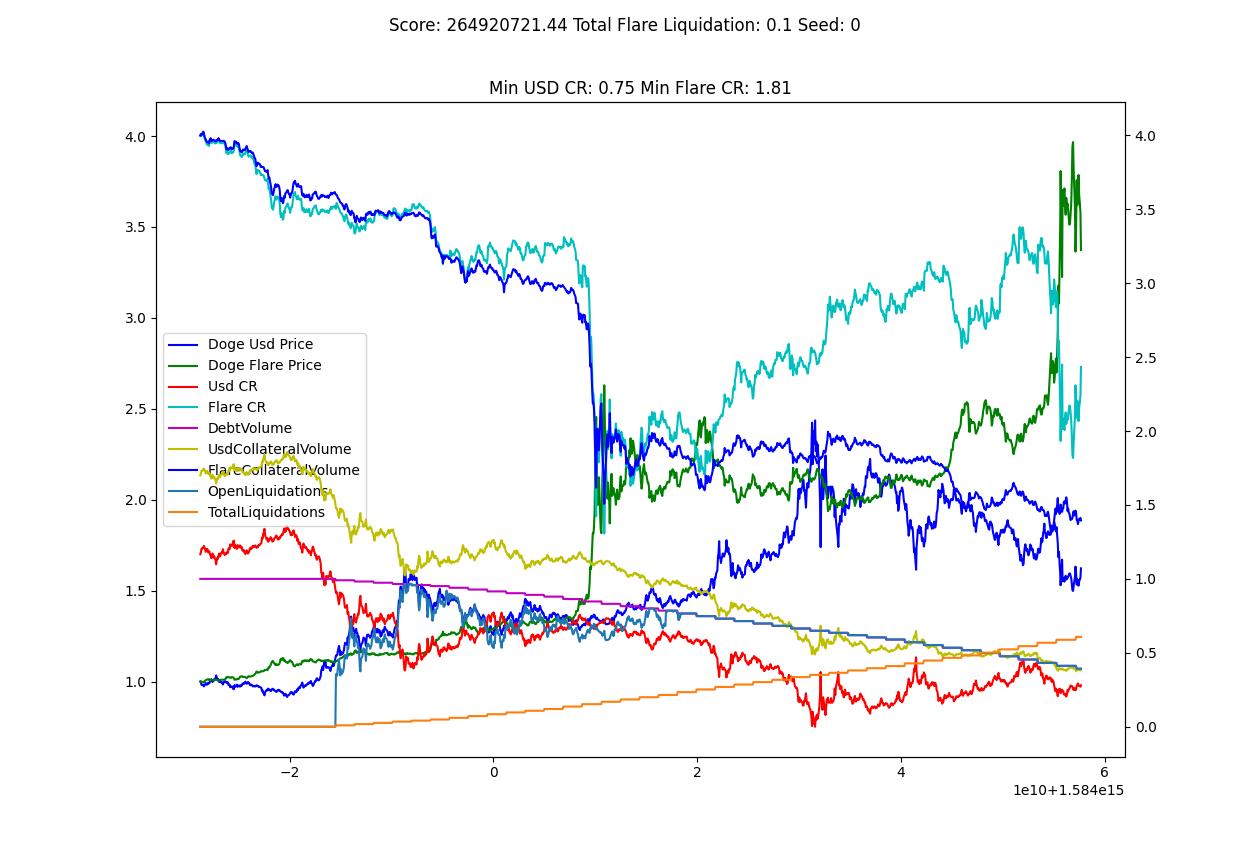 Score: 264920721.44 Total Flare Liquidation: 0.1 Seed: 0
Min USD CR: 0.75 Min Flare CR: 1.81
4.0
3.5
3.0
2.5
2.0
1.5
1.0
Doge Usd Price
Doge Flare Price
Usd CR
Flare CR
DebtVolume
UsdCollateralVolume
FlareCollateralVolume
OpenLiquidations
TotalLiquidations
4.0
3.5
3.0
2.5
2.0
1.5
1.0
0.5
0.0
−2 0 2 4 6
1e10+1.584e15